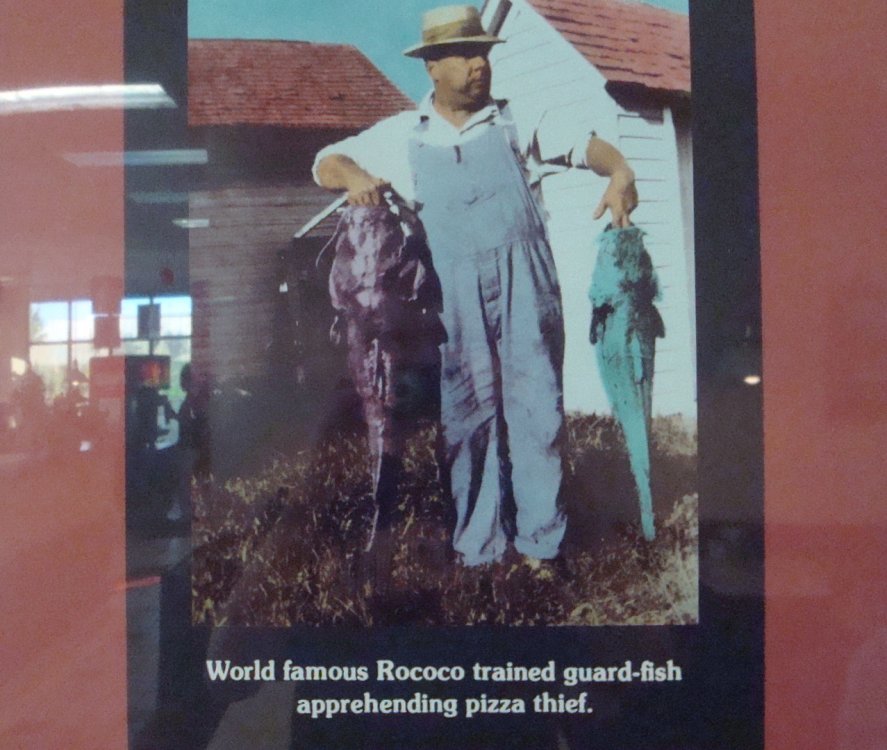 World famous Rococo trained guard-fish
apprehending pizza thief.